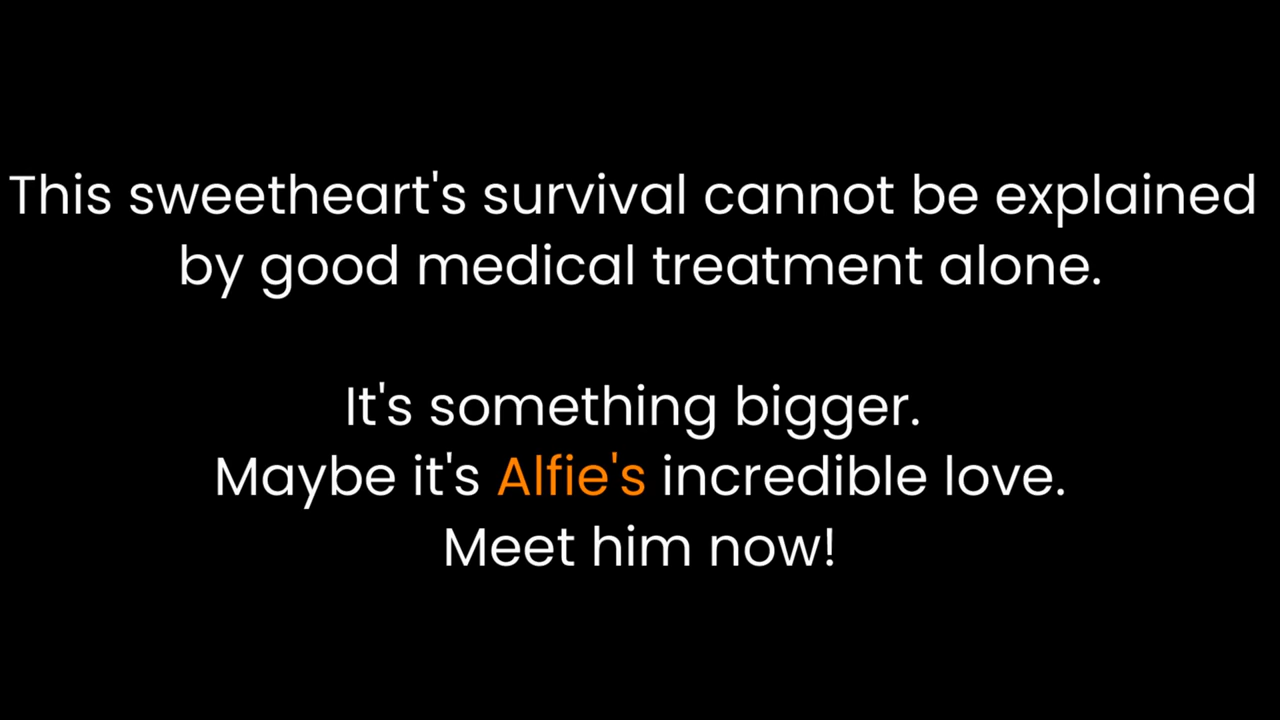 This sweetheart's survival cannot be explained
by good medical treatment alone.
It's something bigger.
Maybe it's Alfie's incredible love.
Meet him now!